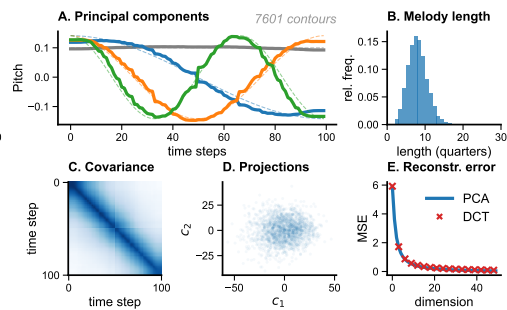 A. Principal components
7601 contours
Pitch
0.1
0.0
−0.1
0 20 40 60 80 100
time steps
B. Melody length
rel. freq.
0.15
0.10
0.05
0.00
0 10 20 30
length (quarters)
C. Covariance
time step
0
100
0 100
time step
D. Projections
c2
25
0
−25
−50 0 50
c1
E. Reconstr. error
MSE
6
4
2
0
PCA
DCT
0 20 40
dimension